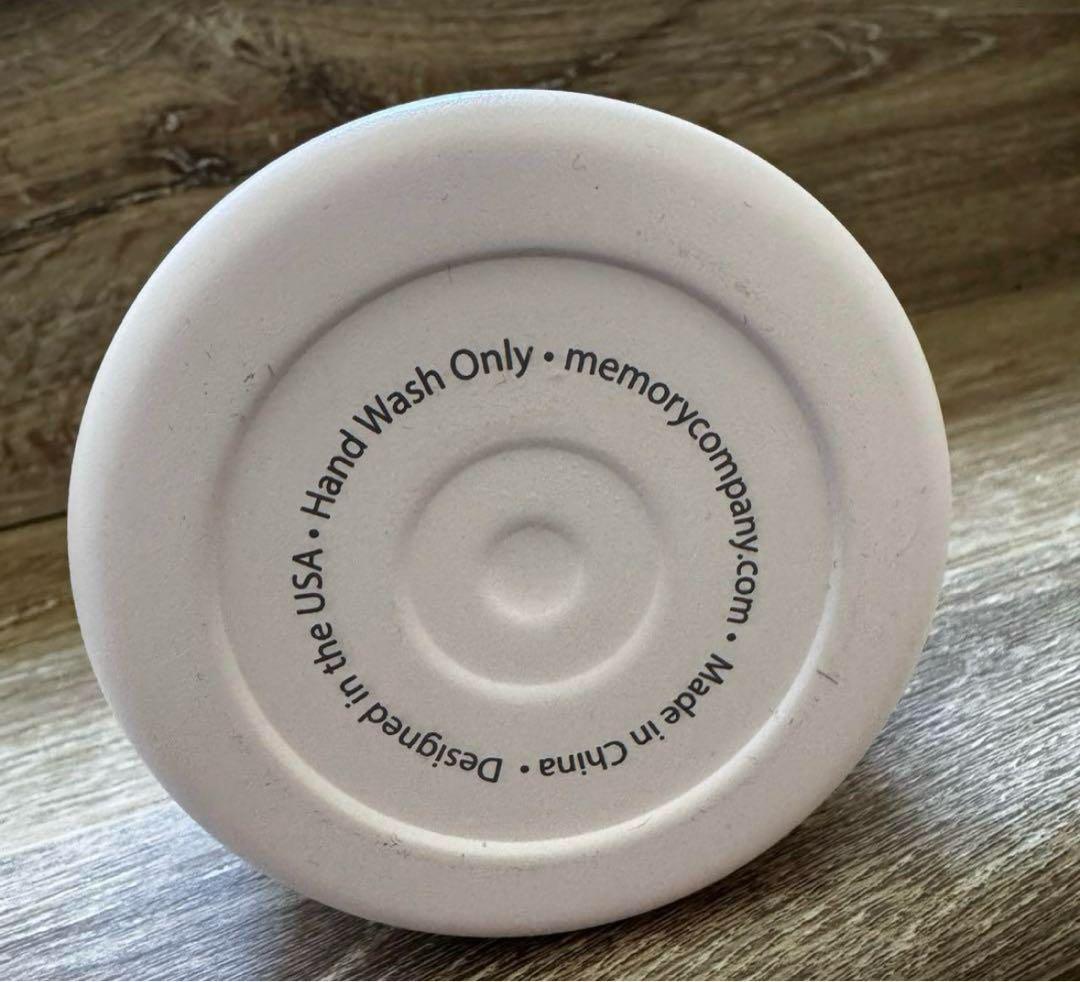 Designed in the USA • Hand Wash Only • memorycompany.com • Made in China •